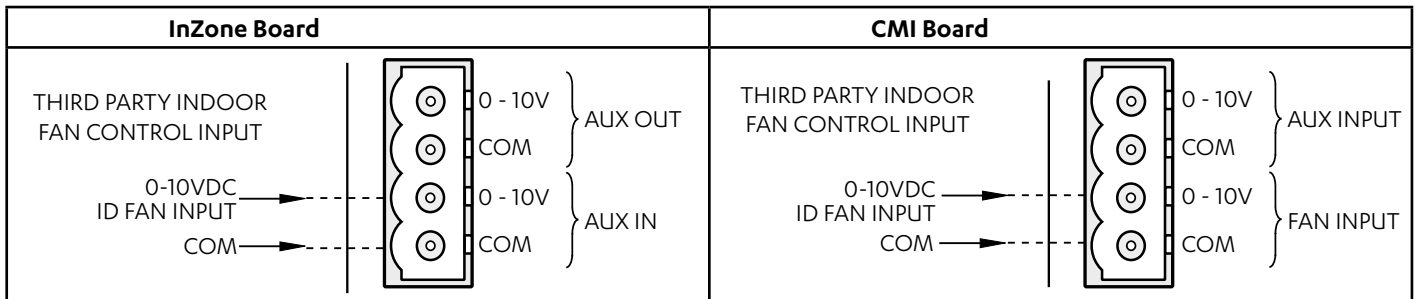 InZone Board
THIRD PARTY INDOOR
FAN CONTROL INPUT
0-10VDC
ID FAN INPUT
COM
0 - 10V
COM
0 - 10V
COM
AUX OUT
AUX IN
CMI Board
THIRD PARTY INDOOR
FAN CONTROL INPUT
0-10VDC
ID FAN INPUT
COM
0 - 10V
COM
0 - 10V
COM
AUX INPUT
FAN INPUT